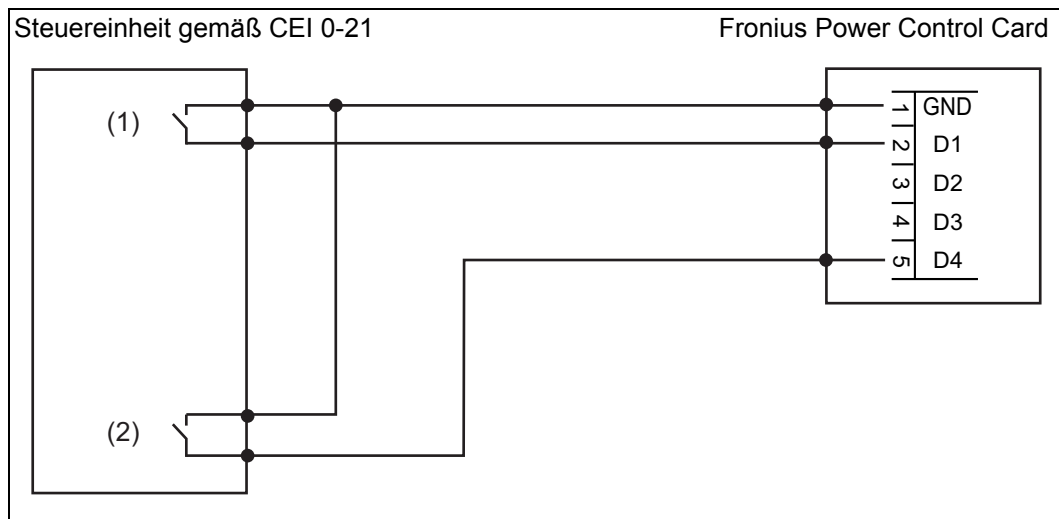 Steuereinheit gemäß CEI 0-21
Fronius Power Control Card
(1)
1 GND
2 D1
3 D2
4 D3
5 D4
(2)